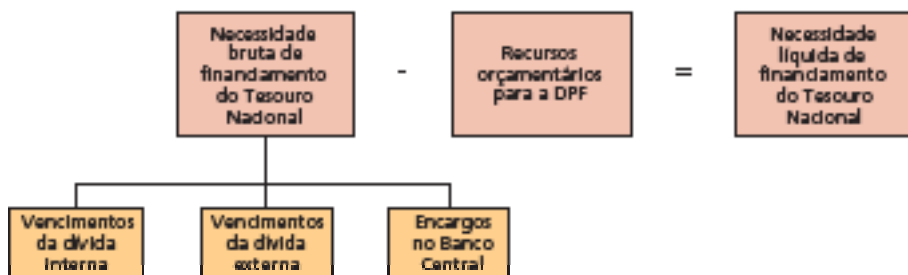 Necessidade
bruta de
financiamento
do Tesouro
Nacional
-
Recursos
orçamentários
para a DPF
=
Necessidade
líquida de
financiamento
do Tesouro
Nacional
Vencimentos
da dívida
interna
Vencimentos
da dívida
externa
Encargos
no Banco
Central